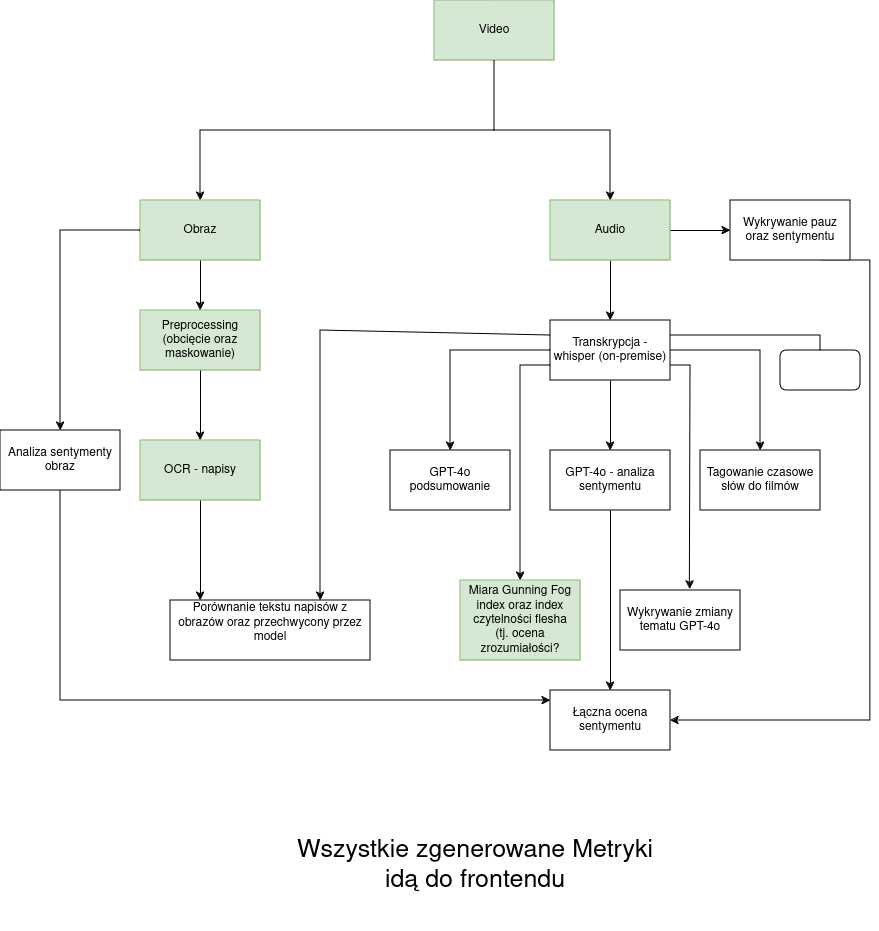 Video
Obraz
Audio
Wykrywanie pauz
oraz sentymentu
Preprocessing
(obcięcie oraz
maskowanie)
Transkrypcja -
whisper (on-premise)
Analiza sentymenty
obraz
OCR - napisy
GPT-4o
podsumowanie
GPT-4o - analiza
sentymentu
Tagowanie czasowe
słów do filmów
Porównanie tekstu napisów z
obrazów oraz przechwycony przez
model
Miara Gunning Fog
index oraz index
czytelności flesha
(tj. ocena
zrozumiałości?
Wykrywanie zmiany
tematu GPT-4o
Łączna ocena
sentymentu
Wszystkie zgenerowane Metryki
idą do frontendu